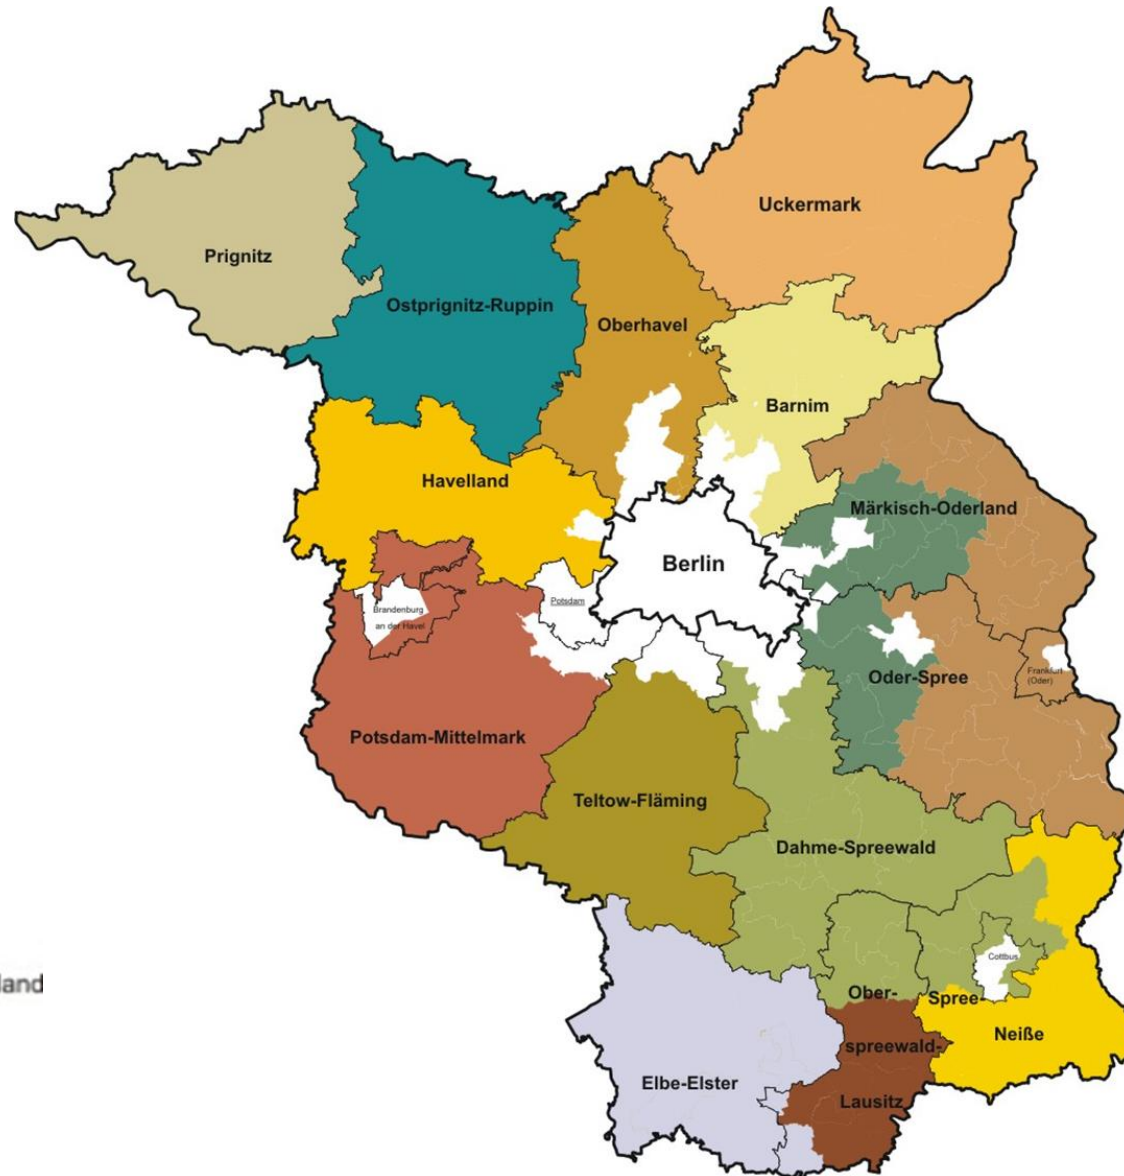 Uckermark
Prignitz
Ostprignitz-Ruppin
Oberhavel
Barnim
Havelland
Märkisch-Oderland
Berlin
Potsdam
Brandenburg
an der Havel
Oder-Spree
Frankfurt
(Oder)
Potsdam-Mittelmark
Teltow-Fläming
Dahme-Spreewald
Cottbus
land
Ober-
Spree-
Neiße
spreewald-
Elbe-Elster
Lausitz